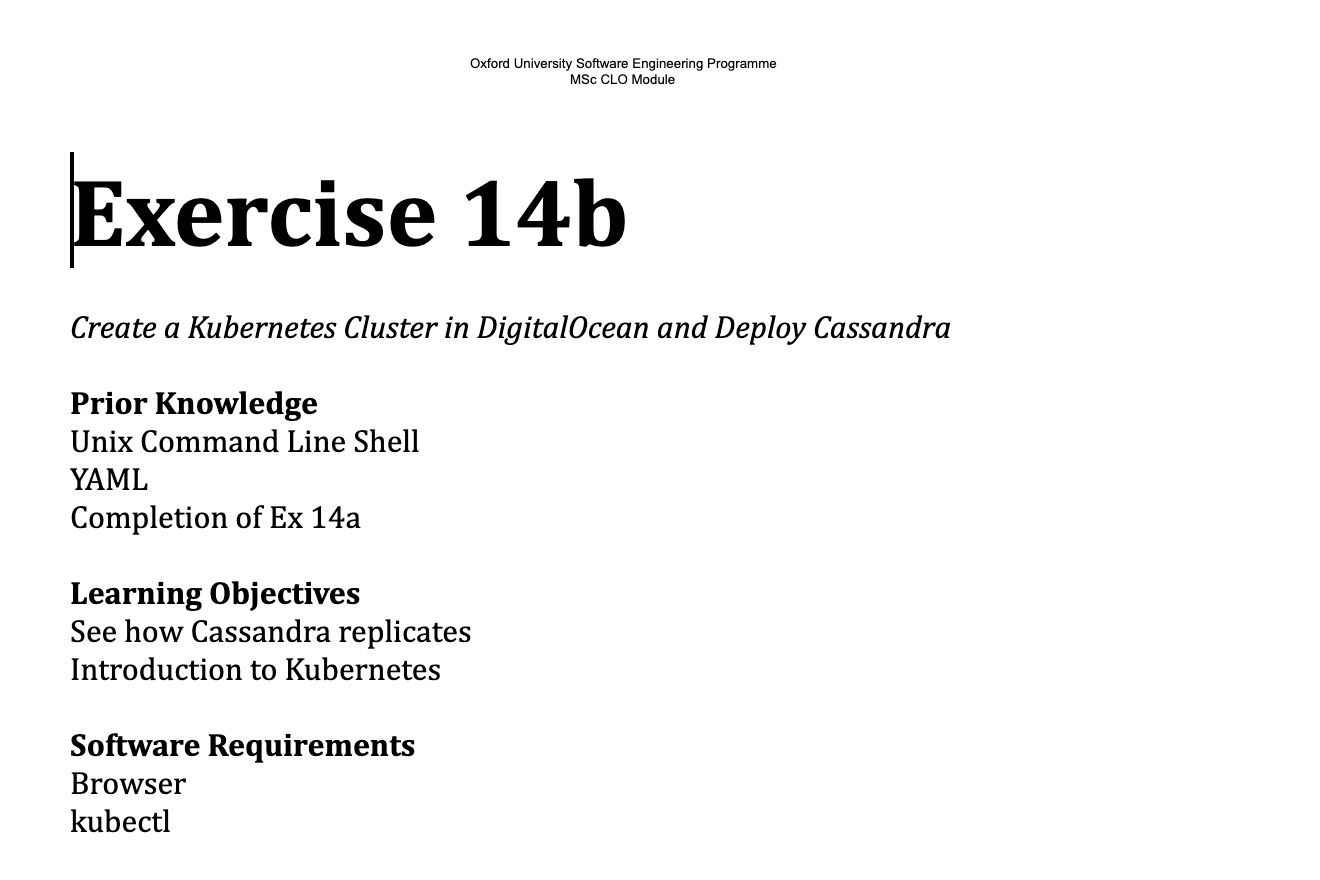 Oxford University Software Engineering Programme
MSc CLO Module
Exercise 14b
Create a Kubernetes Cluster in DigitalOcean and Deploy Cassandra
Prior Knowledge
Unix Command Line Shell
YAML
Completion of Ex 14a
Learning Objectives
See how Cassandra replicates
Introduction to Kubernetes
Software Requirements
Browser
kubectl